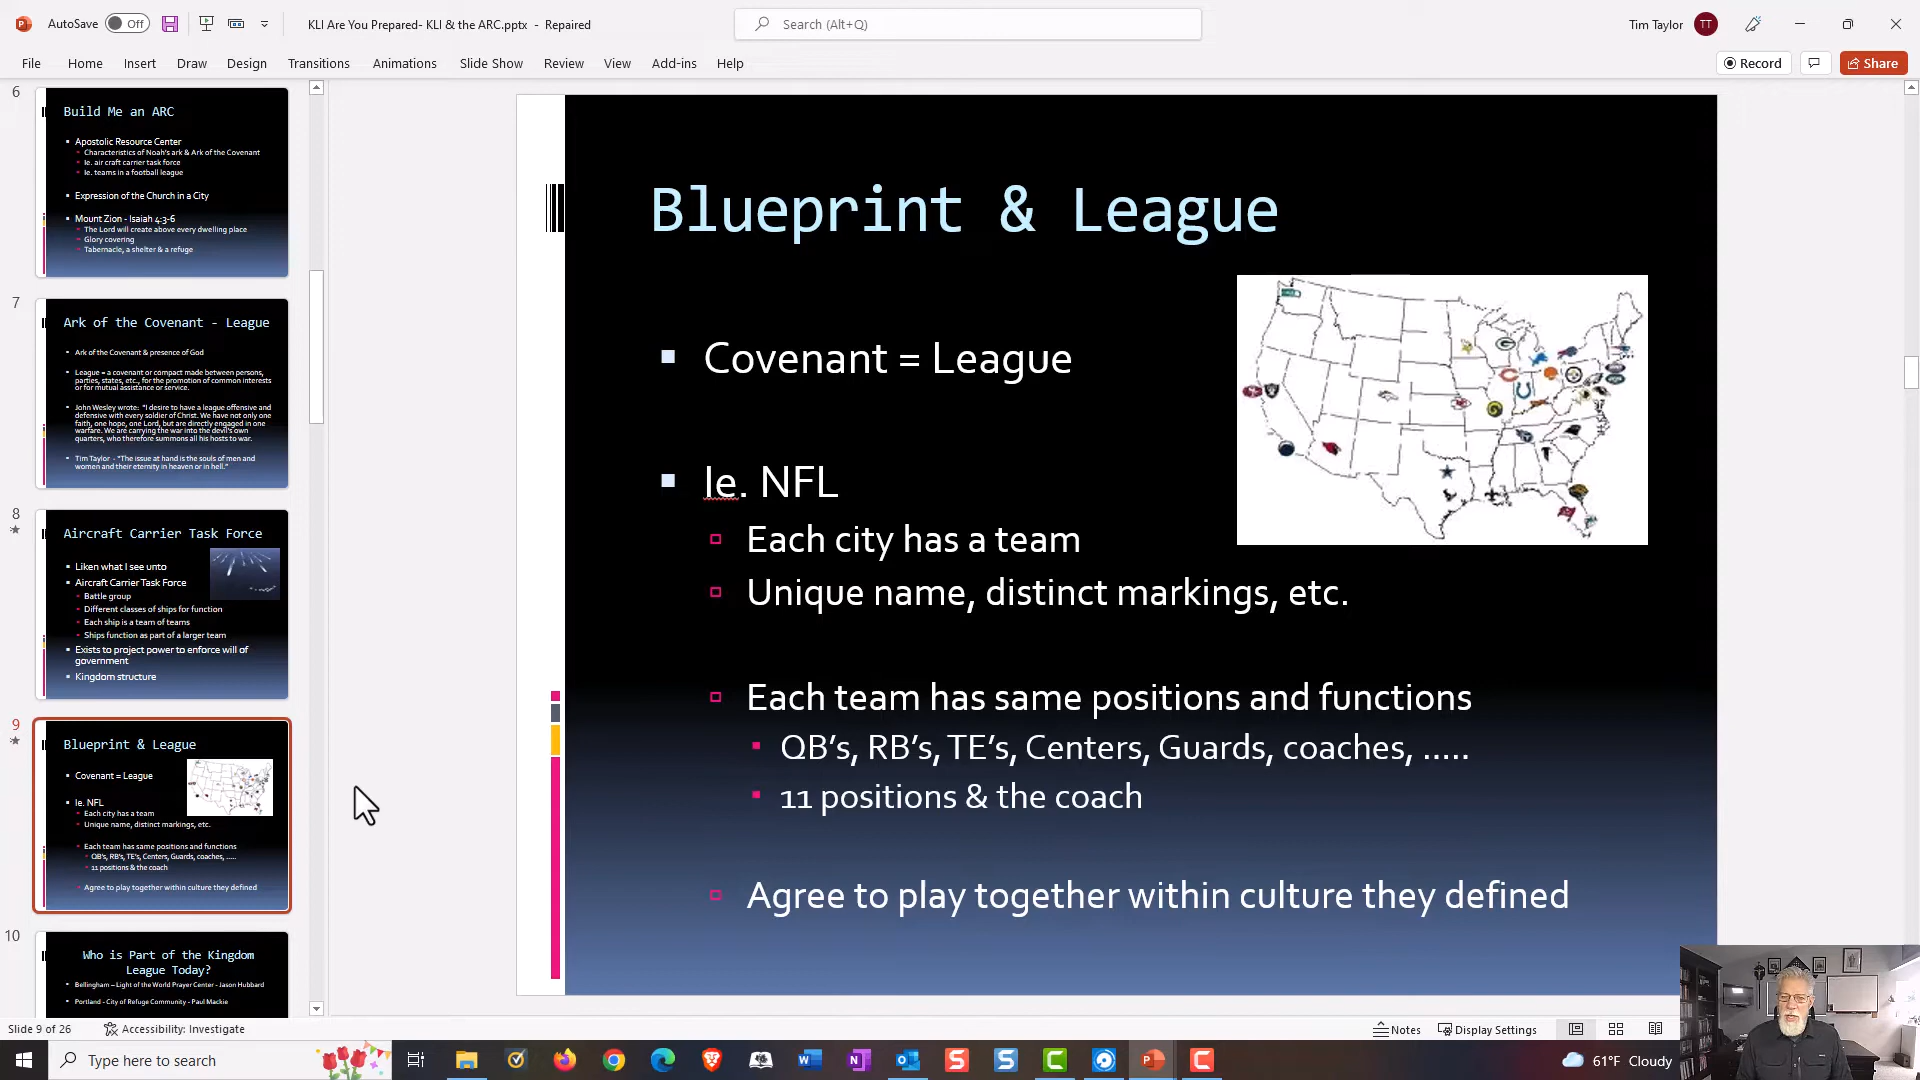 AutoSave
Off
KLI Are You Prepared- KLI & the ARC.pptx - Repaired
Search (Alt+Q)
Tim Taylor
TT
File
Home
Insert
Draw
Design
Transitions
Animations
Slide Show
Review
View
Add-ins
Help
Record
Share
6
Build Me an ARC
Apostolic Resource Center
Characteristics of Noah's ark & Ark of the Covenant
Ie. air craft carrier task force
Ie. teams in a football league
Expression of the Church in a City
Mount Zion - Isaiah 4:3-6
The Lord will create above every dwelling place
Glory covering
Tabernacle, a shelter & a refuge
7
Ark of the Covenant - League
Ark of the Covenant & presence of God
League = a covenant or compact made between persons,
parties, states, etc., for the promotion of common interests
or for mutual assistance or service.
John Wesley wrote: "I desire to have a league offensive and
defensive with every soldier of Christ. We have not only one
faith, one hope, one Lord, but are directly engaged in one
warfare. We are carrying the war into the devil's own
quarters, who therefore summons all his hosts to war.
Tim Taylor - "The issue at hand is the souls of men and
women and their eternity in heaven or in hell."
8
Aircraft Carrier Task Force
Liken what I see unto
Aircraft Carrier Task Force
Battle group
Different classes of ships for function
Each ship is a team of teams
Ships function as part of a larger team
Exists to project power to enforce will of
government
Kingdom structure
9
Blueprint & League
Covenant = League
Ie. NFL
Each city has a team
Unique name, distinct markings, etc.
Each team has same positions and functions
QB's, RB's, TE's, Centers, Guards, coaches, .....
11 positions & the coach
Agree to play together within culture they defined
10
Who is Part of the Kingdom
League Today?
Bellingham – Light of the World Prayer Center - Jason Hubbard
Portland - City of Refuge Community - Paul Mackie
Blueprint & League
Covenant = League
Ie. NFL
Each city has a team
Unique name, distinct markings, etc.
Each team has same positions and functions
QB's, RB's, TE's, Centers, Guards, coaches, .....
11 positions & the coach
Agree to play together within culture they defined
Slide 9 of 26
Accessibility: Investigate
Notes
Display Settings
Type here to search
61°F Cloudy